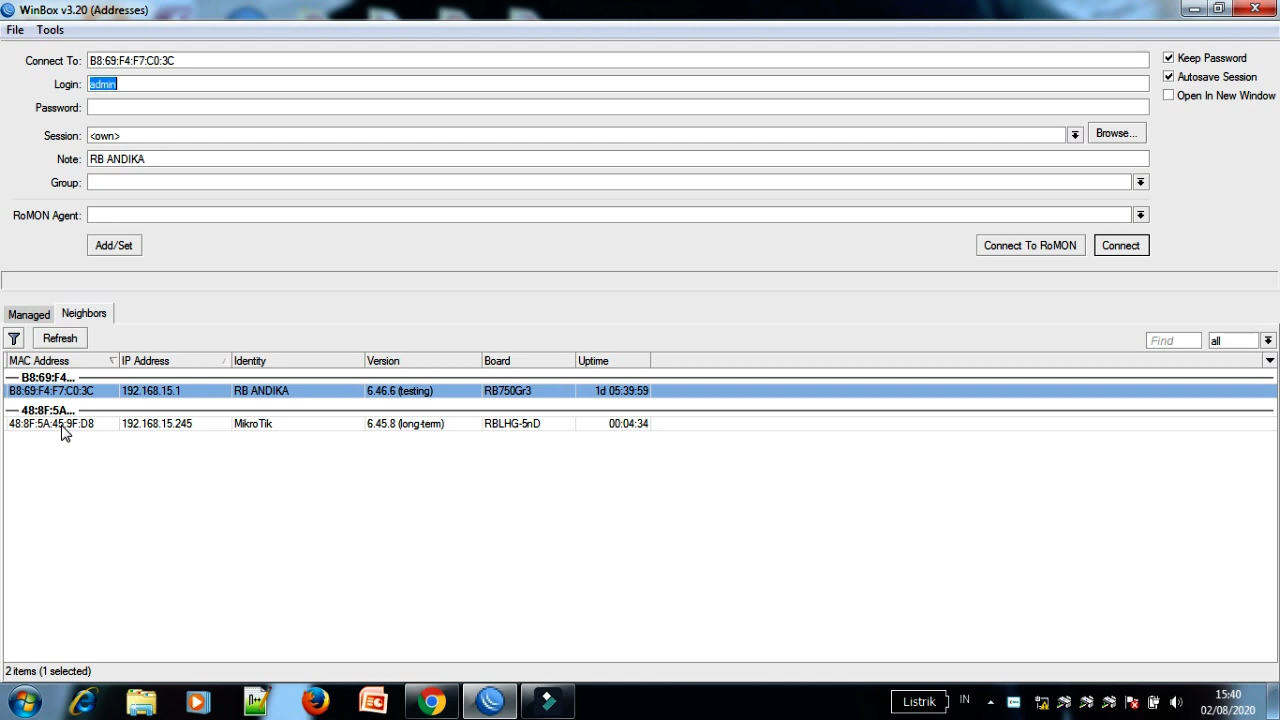 WinBox v3.20 (Addresses)
File Tools
Connect To: B8:69:F4:F7:C0:3C
Keep Password
Login: admin
Autosave Session
Open In New Window
Password:
Session: <own> Browse...
Note: RB ANDIKA
Group:
RoMON Agent:
Add/Set Connect To RoMON Connect
Managed Neighbors
Refresh Find all
MAC Address IP Address Identity Version Board Uptime
B8:69:F4...
B8:69:F4:F7:C0:3C 192.168.15.1 RB ANDIKA 6.46.6 (testing) RB750Gr3 1d 05:39:59
48:8F:5A...
48:8F:5A:45:9F:D8 192.168.15.245 MikroTik 6.45.8 (long-term) RBLHG-5nD 00:04:34
2 items (1 selected)
Listrik IN 15:40
02/08/2020